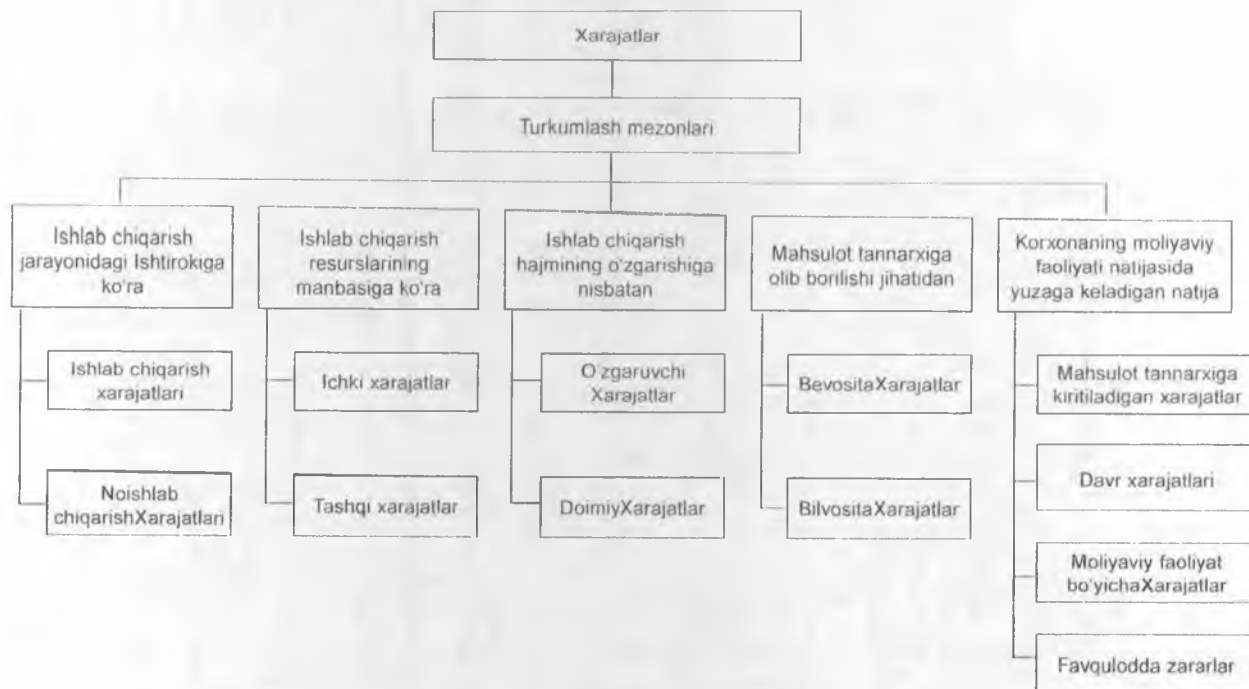 Xarajatlar
Turkumlash mezonlari
Ishlab chiqarish
jarayonidagi Ishtirokiga
ko'ra
Ishlab chiqarish
xarajatlari
Noishlab
chiqarishXarajatlari
Ishlab chiqarish
resurslarining
manbasiga ko'ra
Ichki xarajatlar
Tashqi xarajatlar
Ishlab chiqarish
hajmining o'zgarishiga
nisbatan
O'zgaruvchi
Xarajatlar
DoimiyXarajatlar
Mahsulot tannarxiga
olib borilishi jihatidan
BevositaXarajatlar
BilvositaXarajatlar
Korxonaning moliyaviy
faoliyati natijasida
yuzaga keladigan natija
Mahsulot tannarxiga
kiritiladigan xarajatlar
Davr xarajatlari
Moliyaviy faoliyat
bo'yichaXarajatlar
Favqulodda zararlar